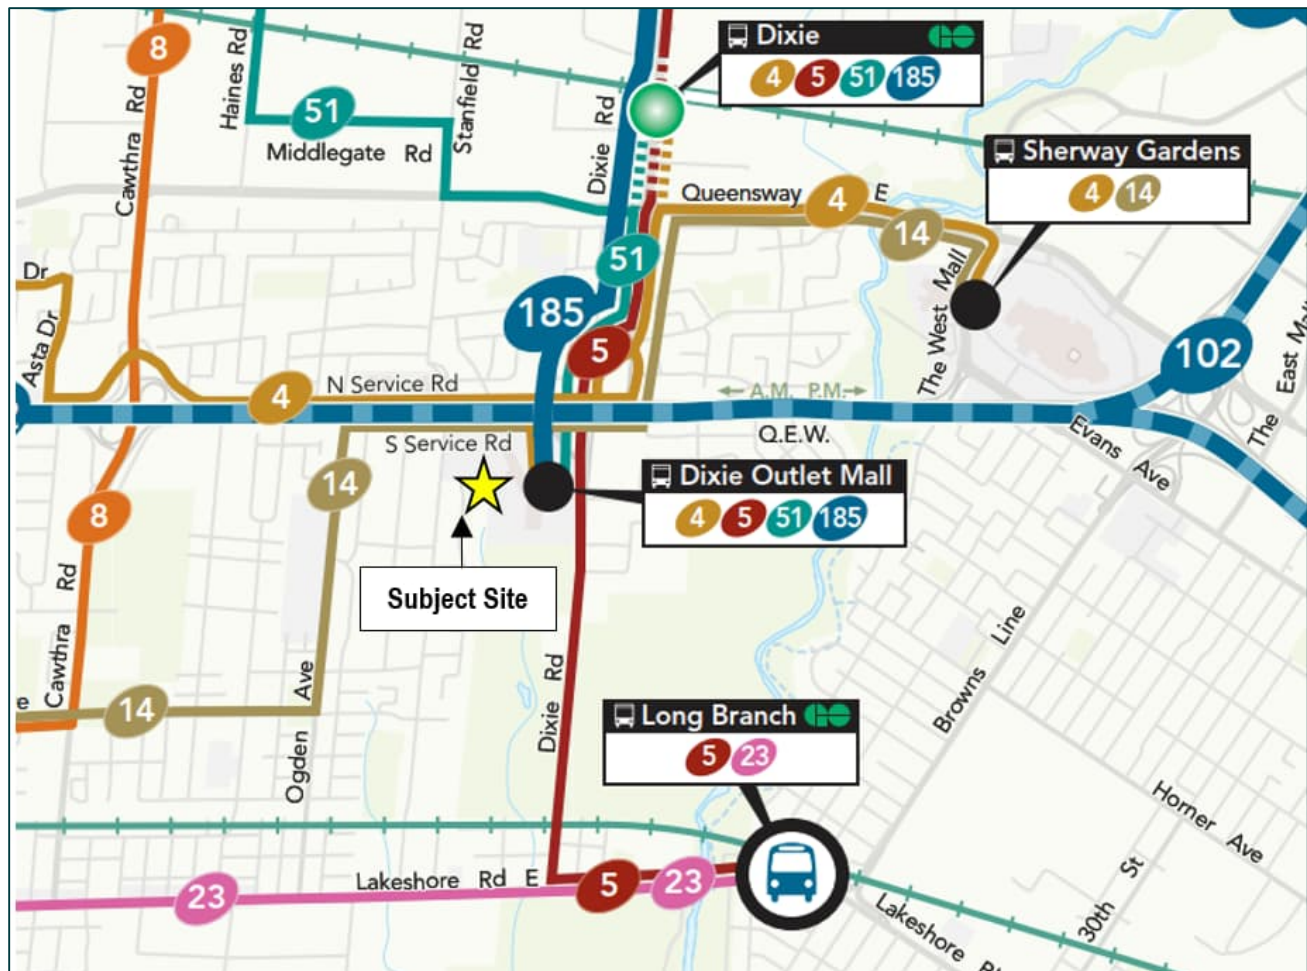 8
Haines Rd
Stanfield Rd
51
Middlegate Rd
Cawthra Rd
Dixie Rd
Dixie GO
4 5 51 185
Sherway Gardens
4 14
Queensway E
4
14
51
185
5
Dr
Asta Dr
N Service Rd
4
The West Mall
102
A.M. P.M.
Q.E.W.
S Service Rd
Evans Ave
The
East
14
8
Dixie Outlet Mall
4 5 51 185
Subject Site
Cawthra Rd
Ogden Ave
Dixie Rd
Browns Line
e
14
Long Branch GO
5 23
Horner Ave
30th St
Lakeshore Rd E
5
23
23
Lakeshore